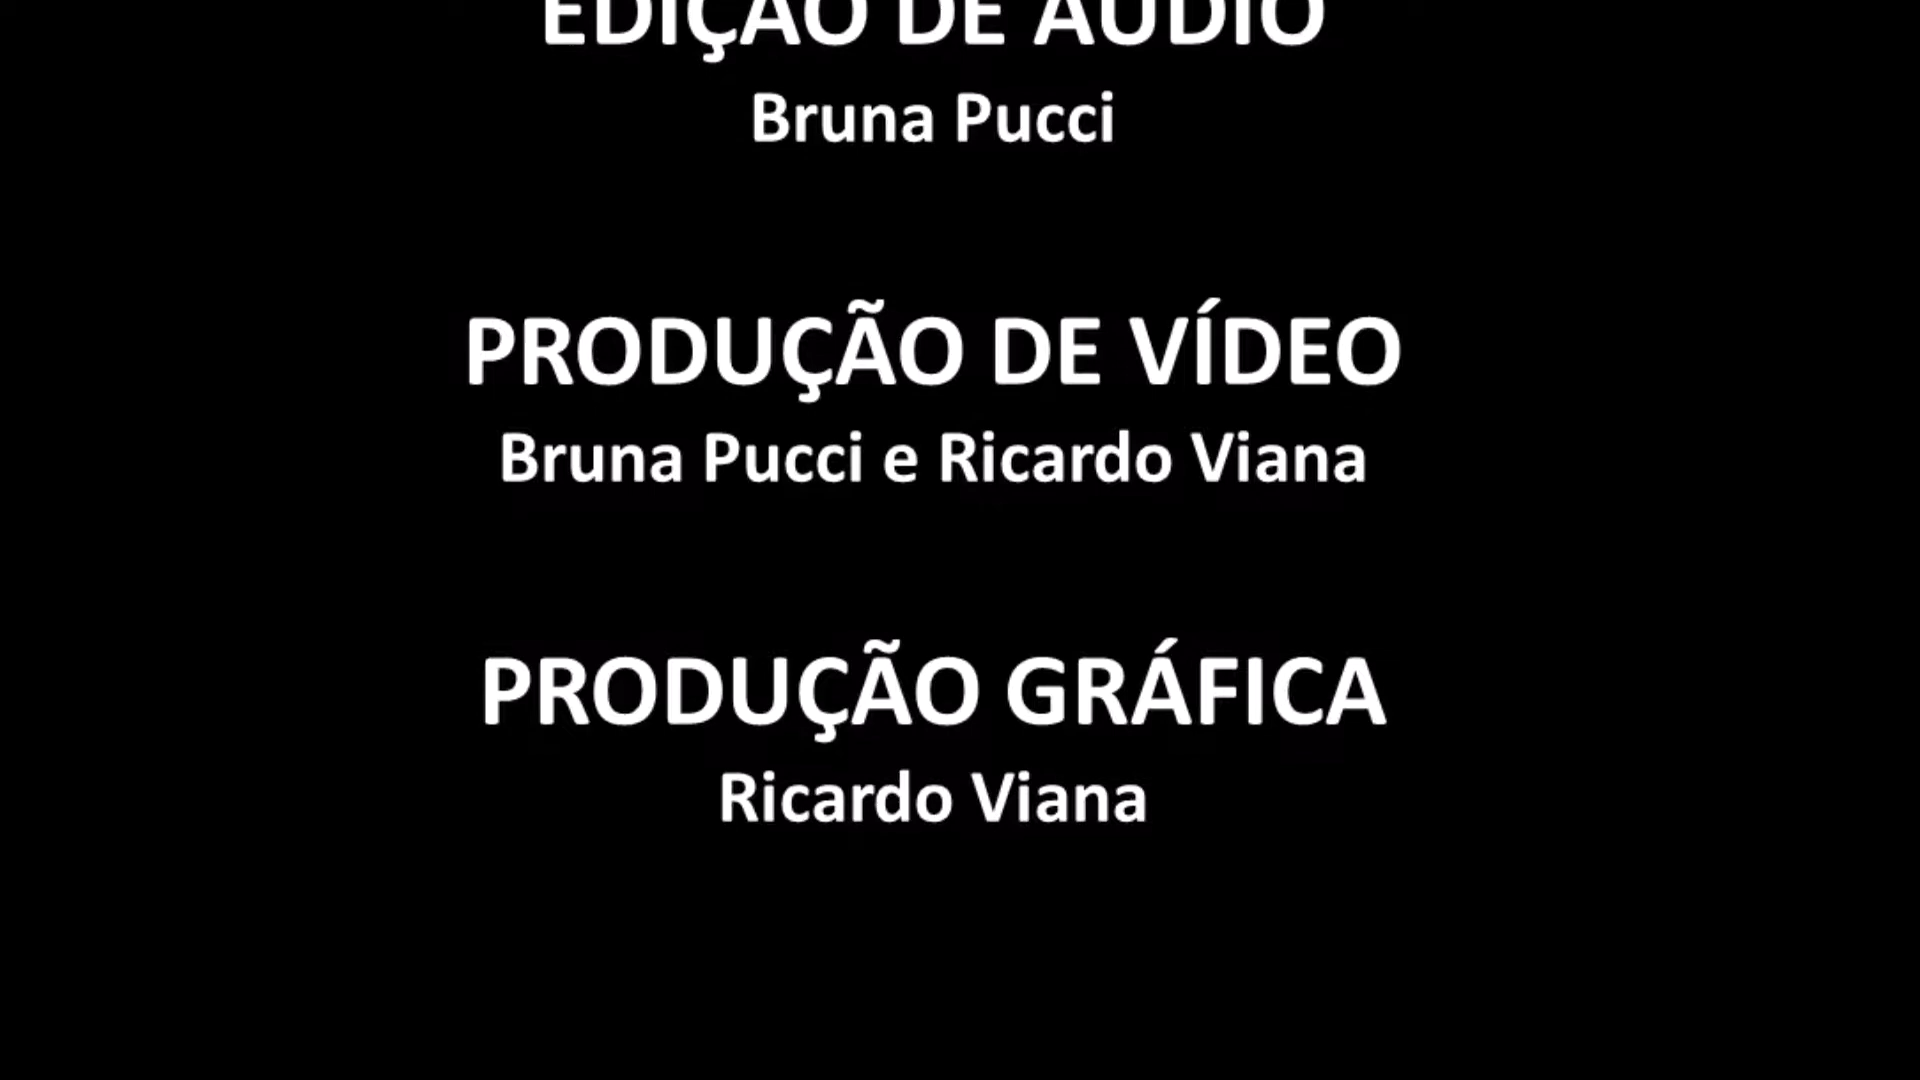 EDIÇÃO DE ÁUDIO
Bruna Pucci
PRODUÇÃO DE VÍDEO
Bruna Pucci e Ricardo Viana
PRODUÇÃO GRÁFICA
Ricardo Viana